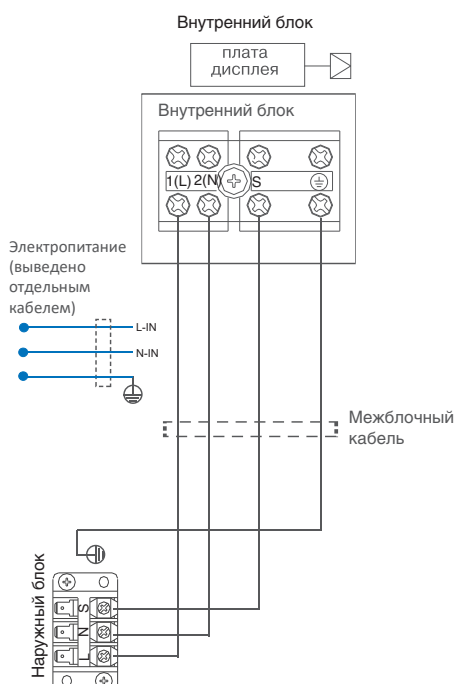 Внутренний блок
плата
дисплея
Внутренний блок
1(L) 2(N) S
Электропитание
(выведено
отдельным
кабелем)
L-IN
N-IN
Межблочный
кабель
Наружный блок
S
N
L